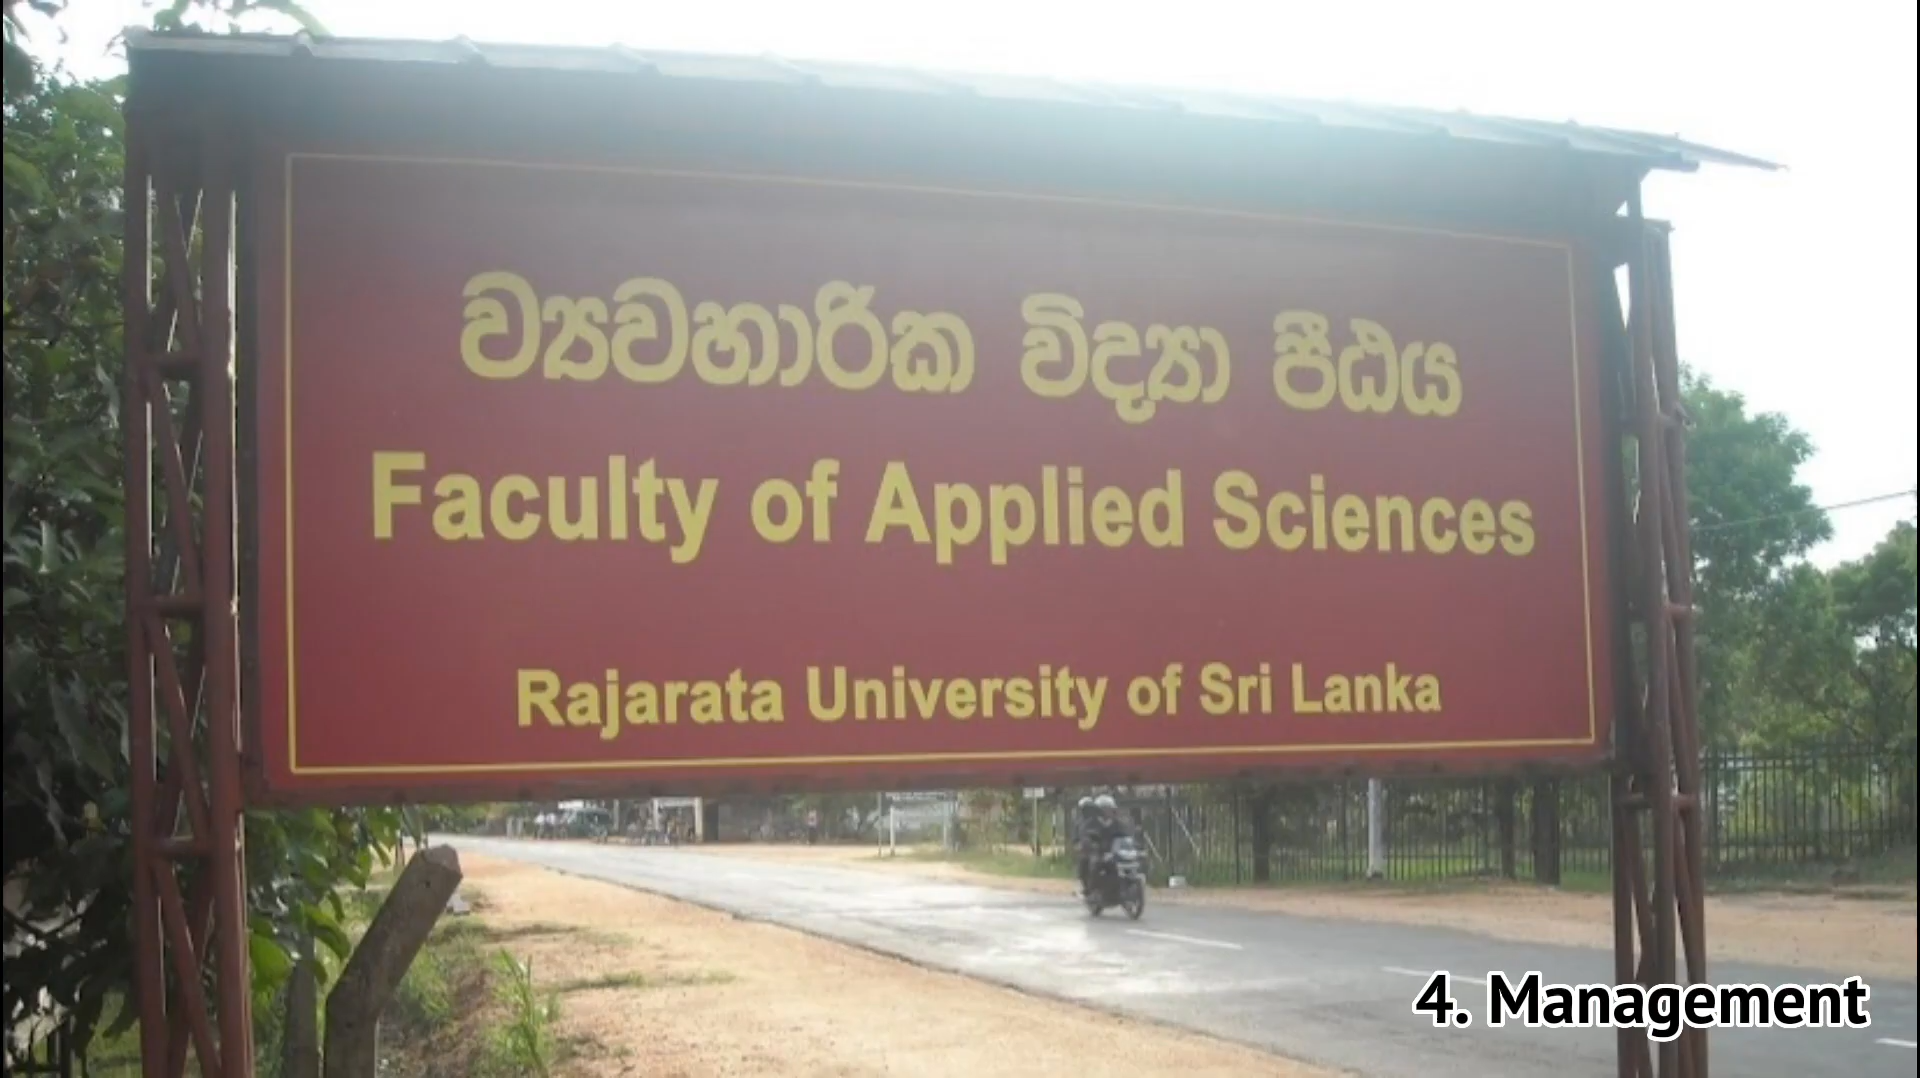 ව්‍යවහාරික විද්‍යා පීඨය
Faculty of Applied Sciences
Rajarata University of Sri Lanka
4. Management